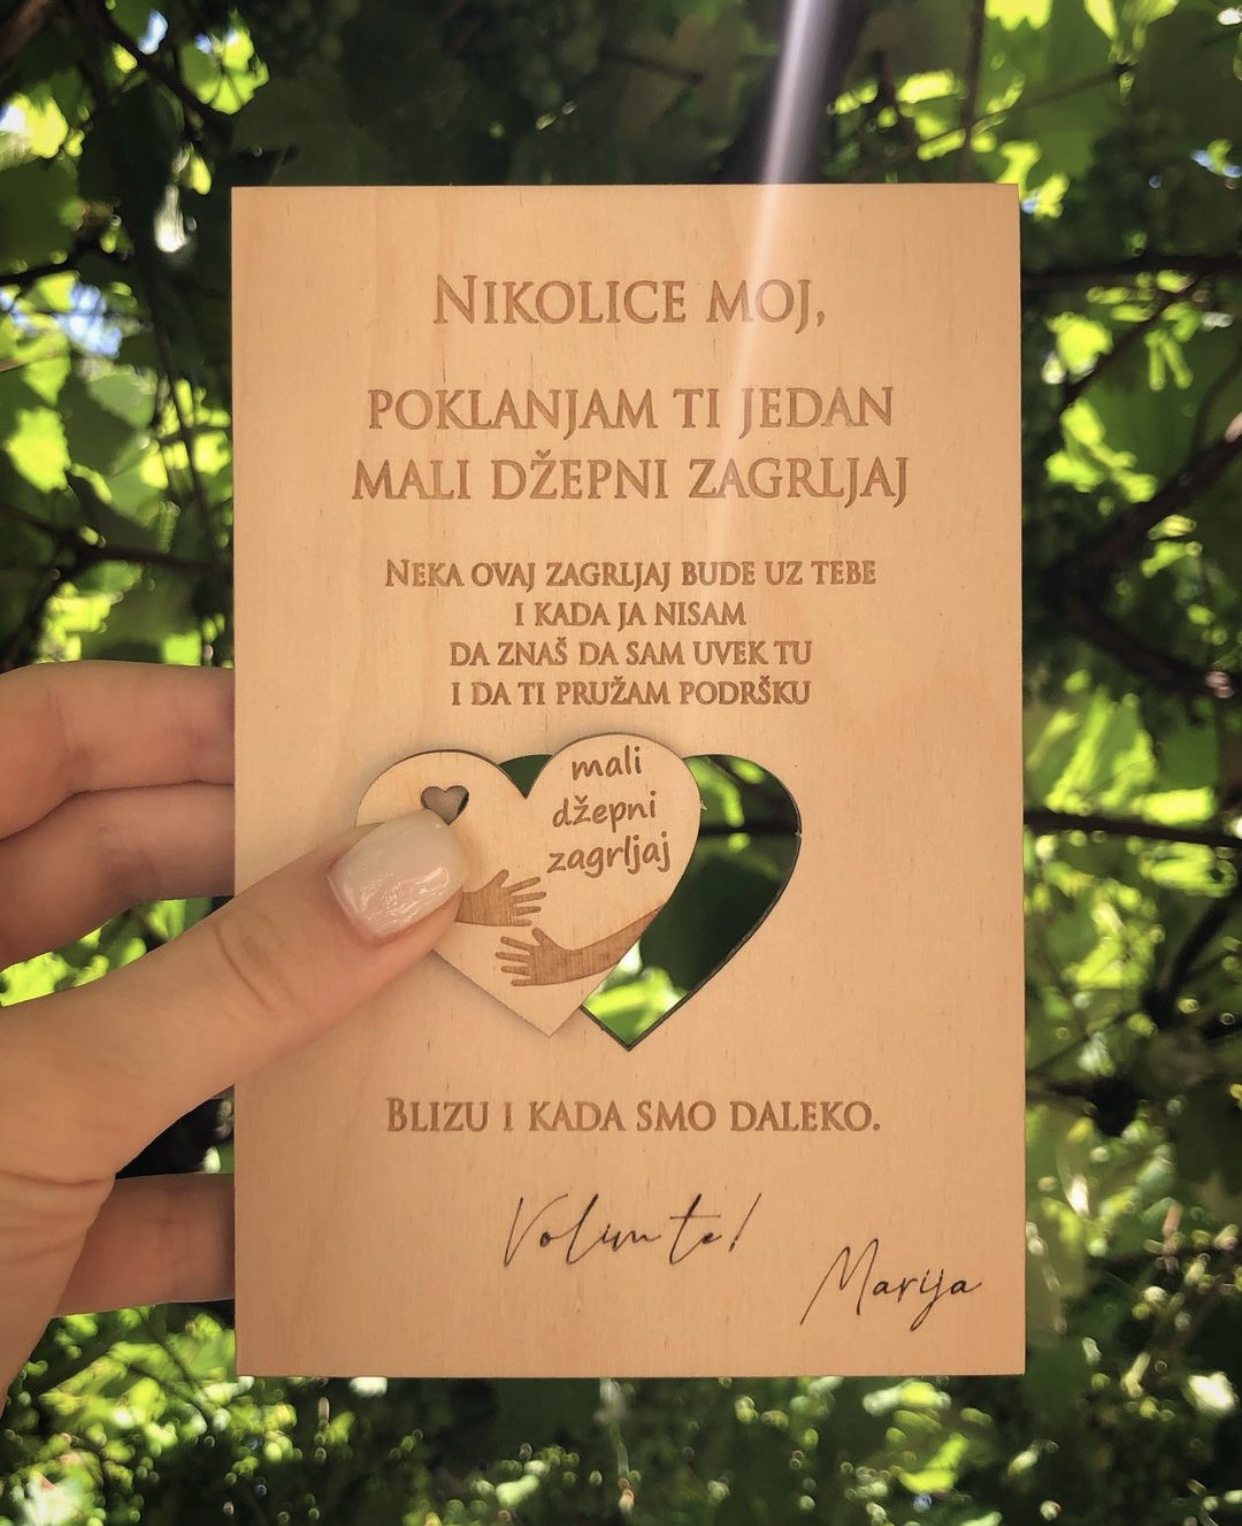 NIKOLICE MOJ,
POKLANJAM TI JEDAN
MALI DŽEPNI ZAGRLJAJ
NEKA OVAJ ZAGRLJAJ BUDE UZ TEBE
I KADA JA NISAM
DA ZNAŠ DA SAM UVEK TU
I DA TI PRUŽAM PODRŠKU
mali
džepni
zagrljaj
BLIZU I KADA SMO DALEKO.
Volim te!
Marija